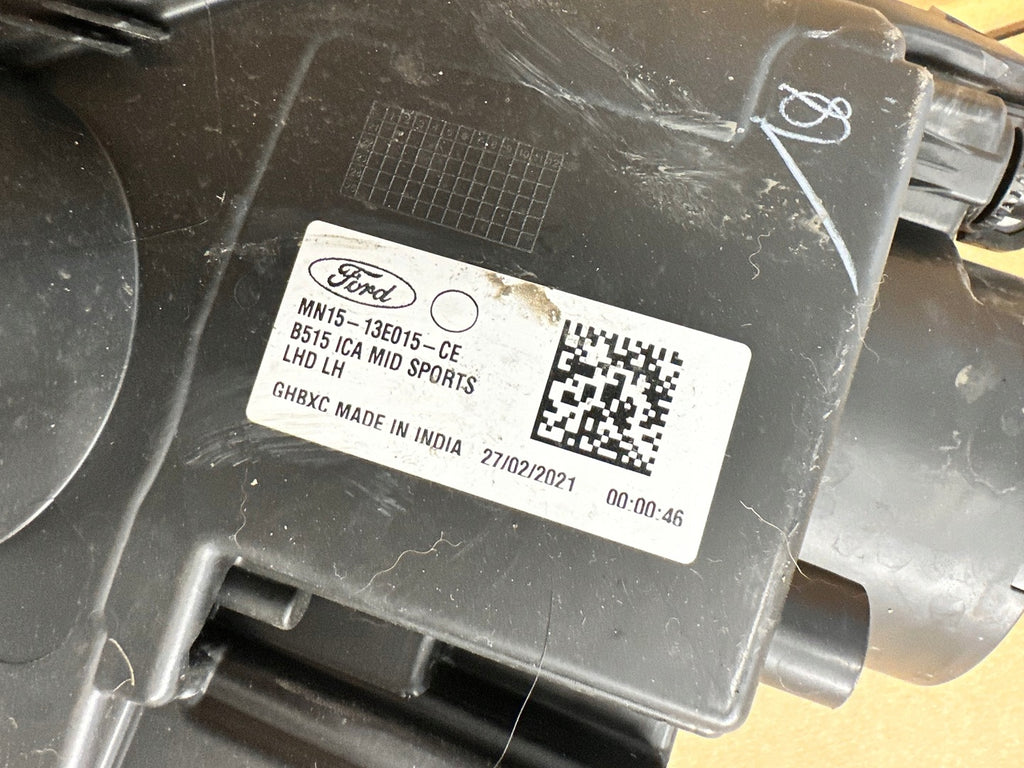 Ford
MN15-13E015-CE
B515 ICA MID SPORTS
LHD LH
GHBXC MADE IN INDIA 27/02/2021 00:00:46